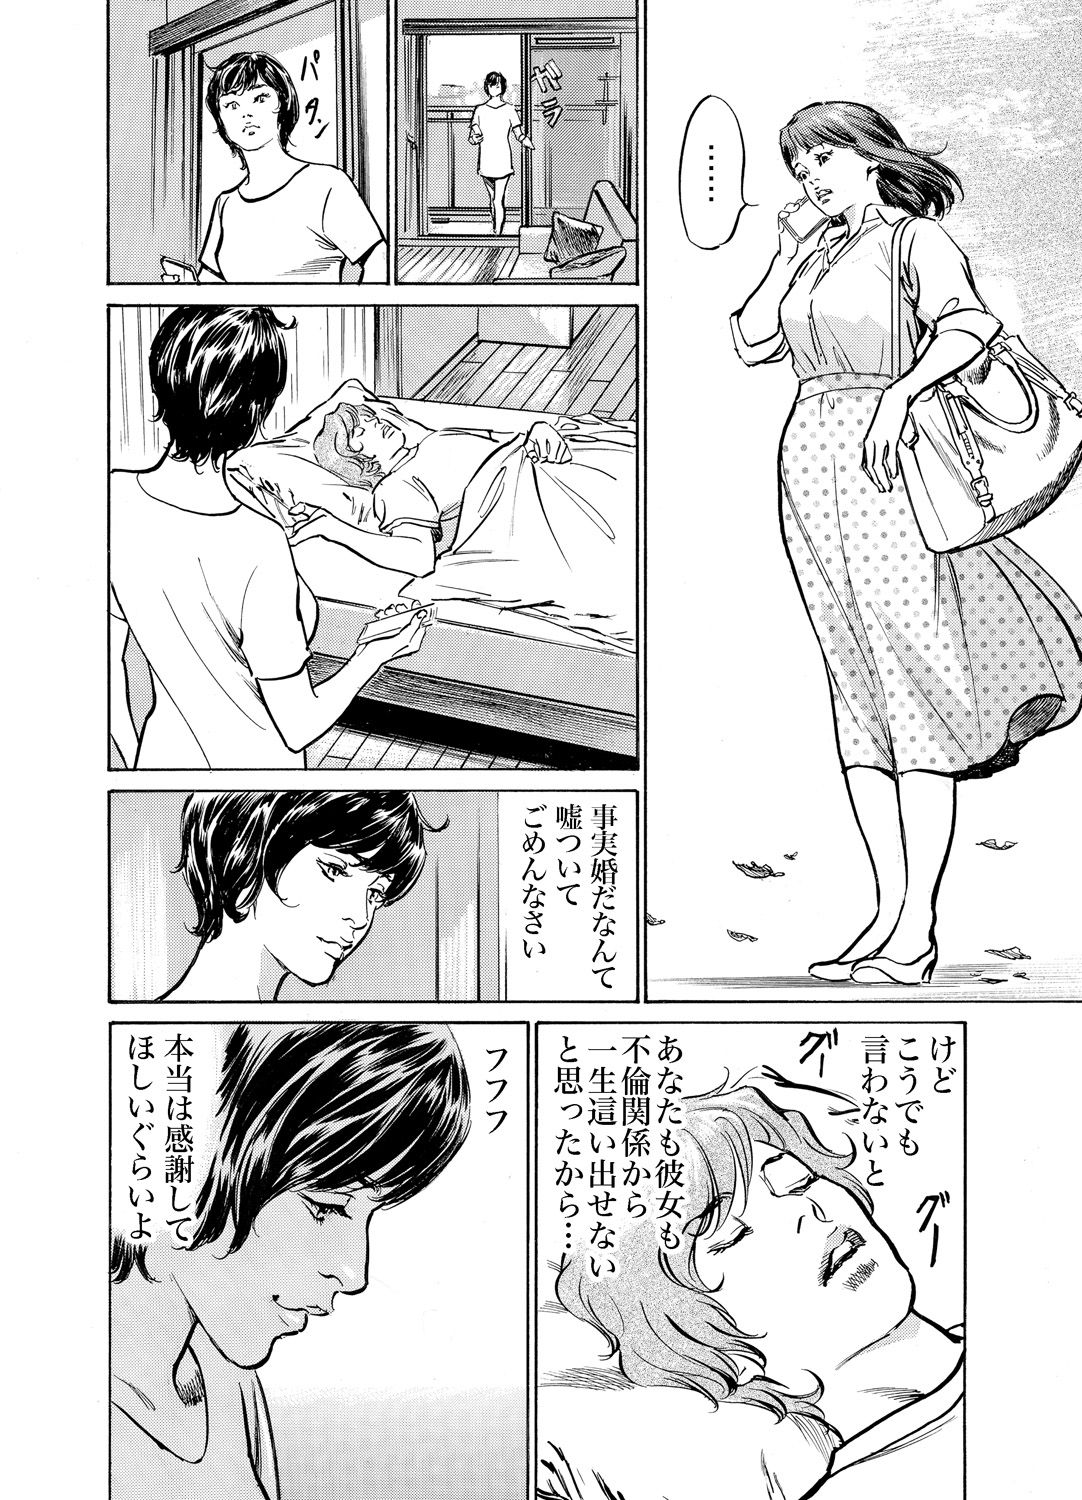 ……
ガラ
パタン
事実婚だなんて
嘘ついて
ごめんなさい
けど
こうでも
言わないと
グー
グー
あなたも彼女も
不倫関係から
一生這い出せない
と思ったから…
フフフ
本当は感謝して
ほしいぐらいよ